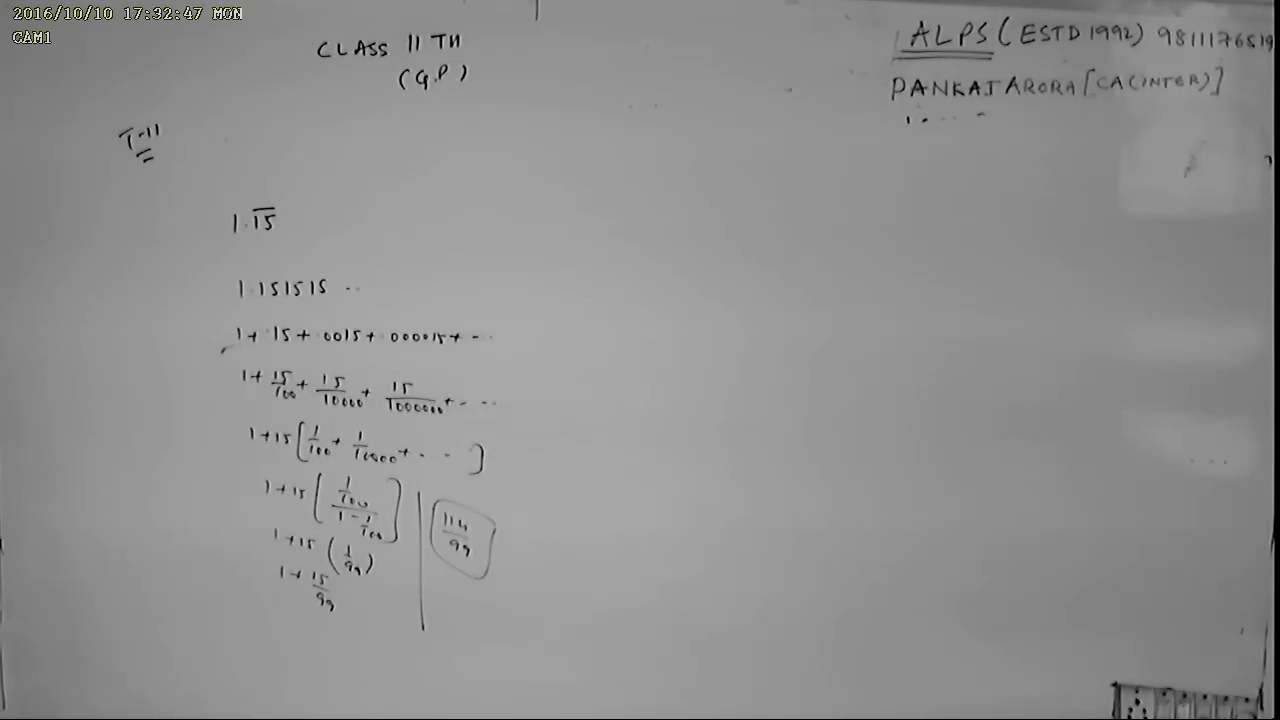 2016/10/10 17:32:47 MON
CAM1
CLASS 11 TH
(G.P)
ALPS (ESTD 1992) 9811176519
PANKAJ ARORA [CA(INTER)]
T-11
1.1̅5̅
1.151515 ..
1 + .15 + .0015 + .000015 + - ..
1 + 15/100 + 15/10000 + 15/1000000 + - ..
1 + 15 [1/100 + 1/10000 + - .. ]
1 + 15 [(1/100)/(1 - 1/100)]
1 + 15 (1/99)
1 + 15/99
114/99